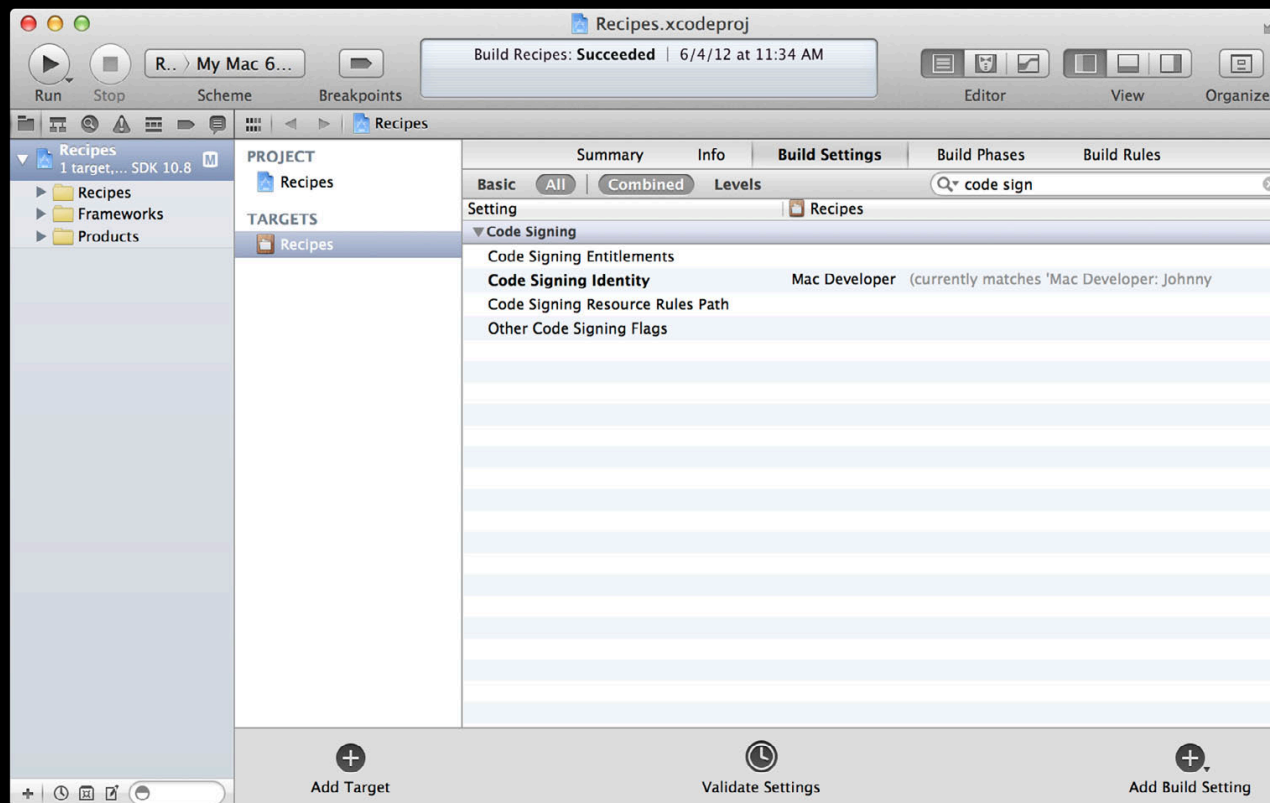 Recipes.xcodeproj
Build Recipes: Succeeded | 6/4/12 at 11:34 AM
R.. 〉 My Mac 6...
Run Stop Scheme Breakpoints Editor View Organize
Recipes
Recipes
1 target,... SDK 10.8 M
Recipes
Frameworks
Products
PROJECT
Recipes
TARGETS
Recipes
Summary Info Build Settings Build Phases Build Rules
Basic All Combined Levels code sign
Setting Recipes
Code Signing
Code Signing Entitlements
Code Signing Identity Mac Developer (currently matches 'Mac Developer: Johnny
Code Signing Resource Rules Path
Other Code Signing Flags
Add Target Validate Settings Add Build Setting